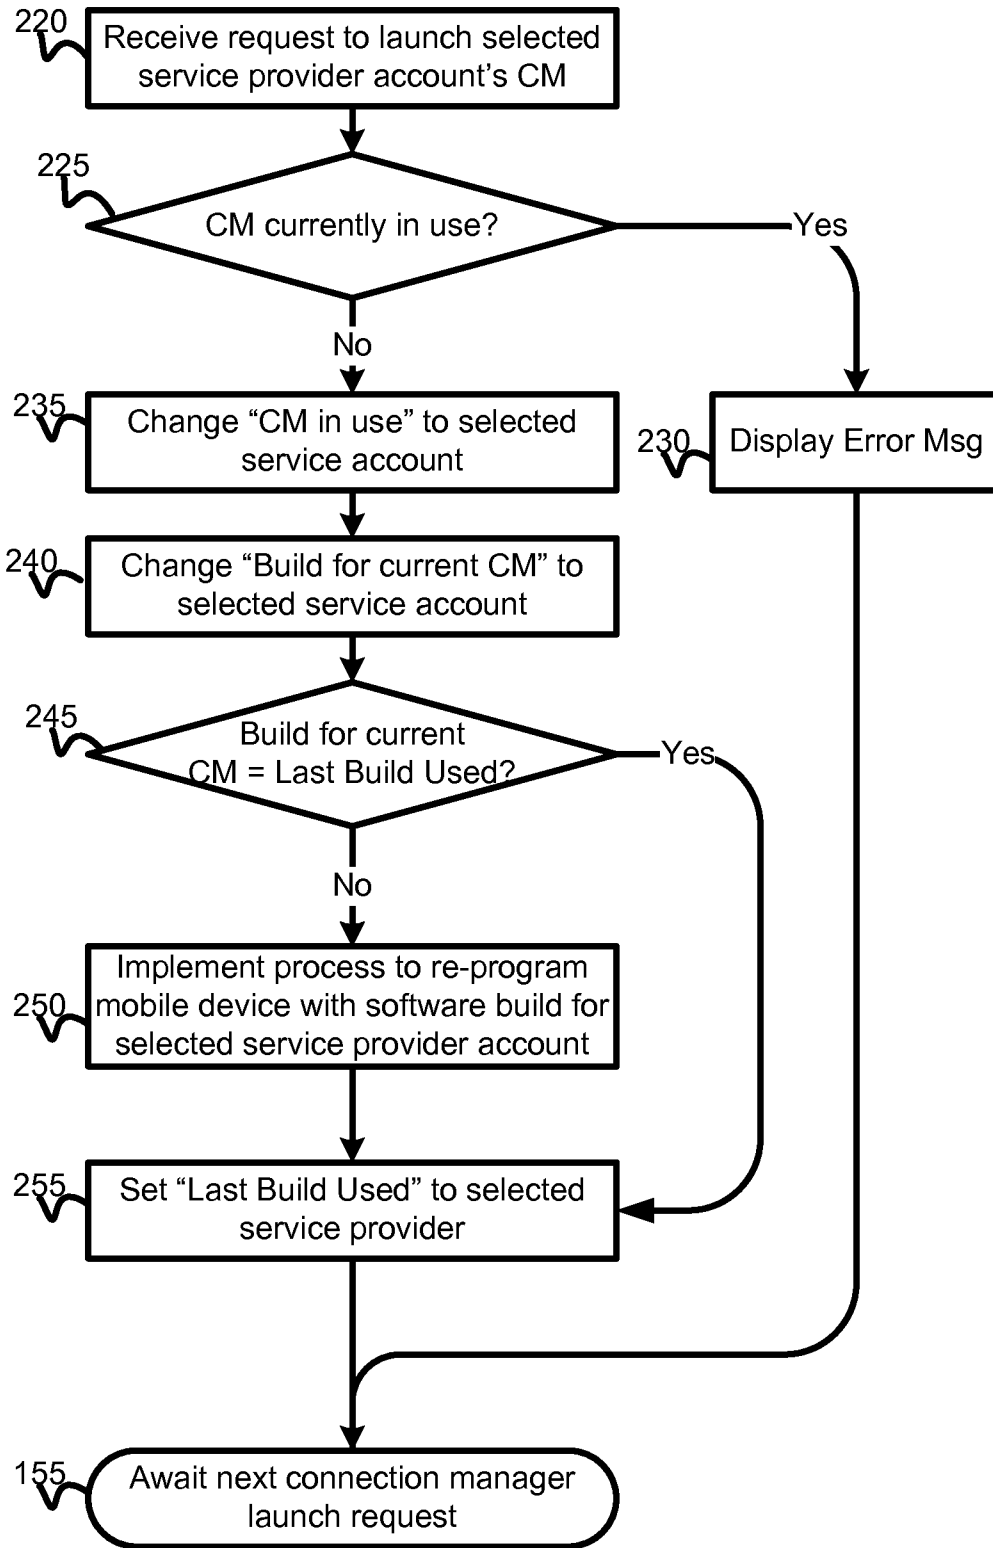 220
Receive request to launch selected
service provider account's CM
225
CM currently in use?
Yes
No
235
Change “CM in use” to selected
service account
230
Display Error Msg
240
Change “Build for current CM” to
selected service account
245
Build for current
CM = Last Build Used?
Yes
No
250
Implement process to re-program
mobile device with software build for
selected service provider account
255
Set “Last Build Used” to selected
service provider
155
Await next connection manager
launch request